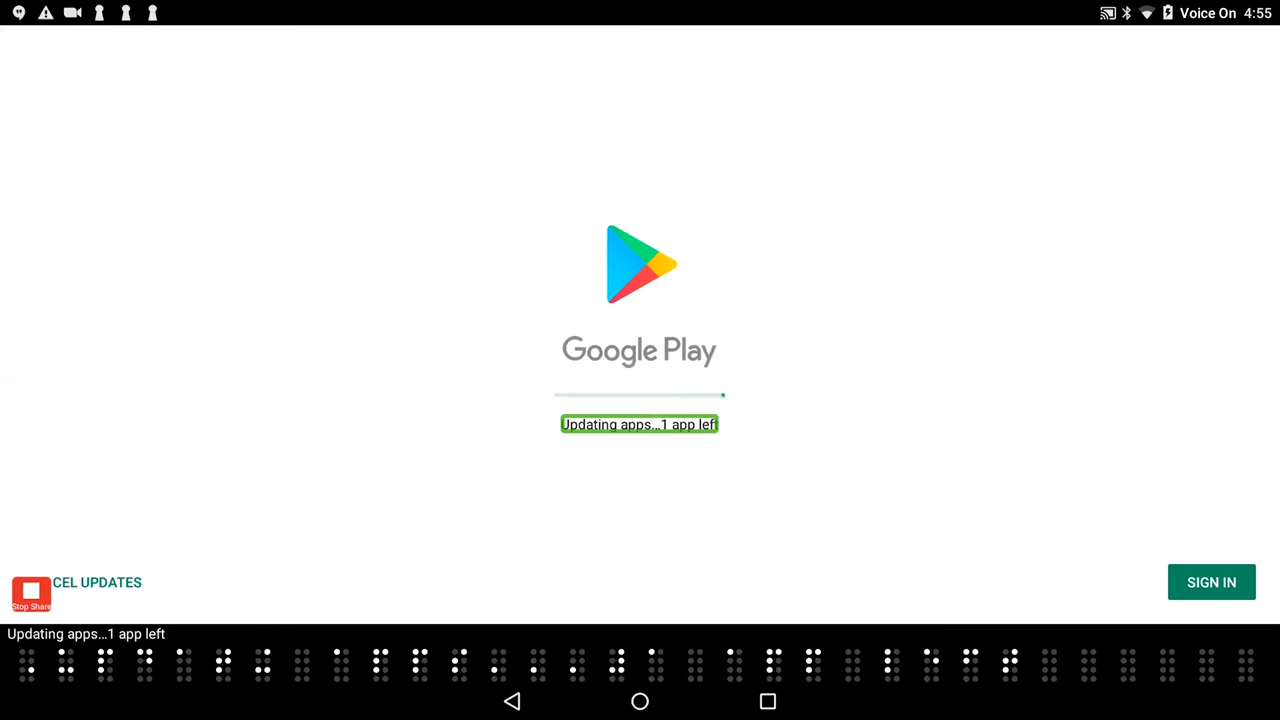 Voice On 4:55
Google Play
Updating apps...1 app left
CEL UPDATES
Stop Share
SIGN IN
Updating apps...1 app left